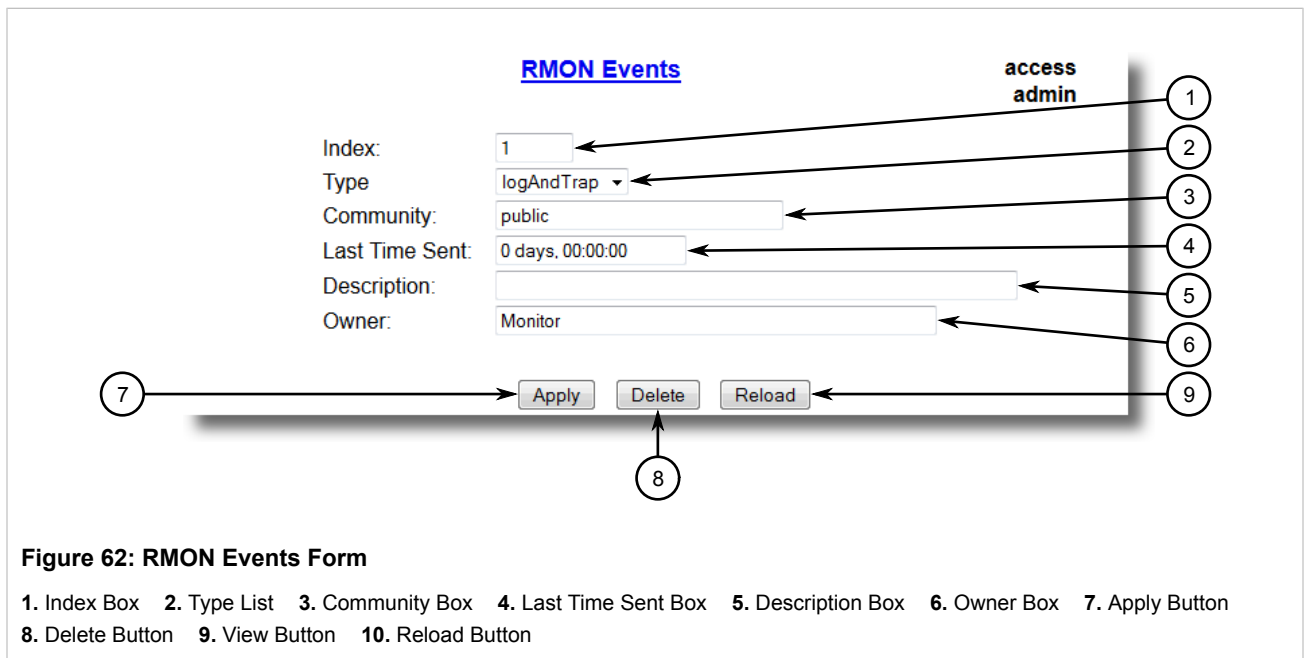 RMON Events
access
admin
1
Index: 1
2
Type logAndTrap
3
Community: public
4
Last Time Sent: 0 days, 00:00:00
5
Description:
6
Owner: Monitor
7
Apply Delete Reload
9
8
Figure 62: RMON Events Form
1. Index Box 2. Type List 3. Community Box 4. Last Time Sent Box 5. Description Box 6. Owner Box 7. Apply Button
8. Delete Button 9. View Button 10. Reload Button